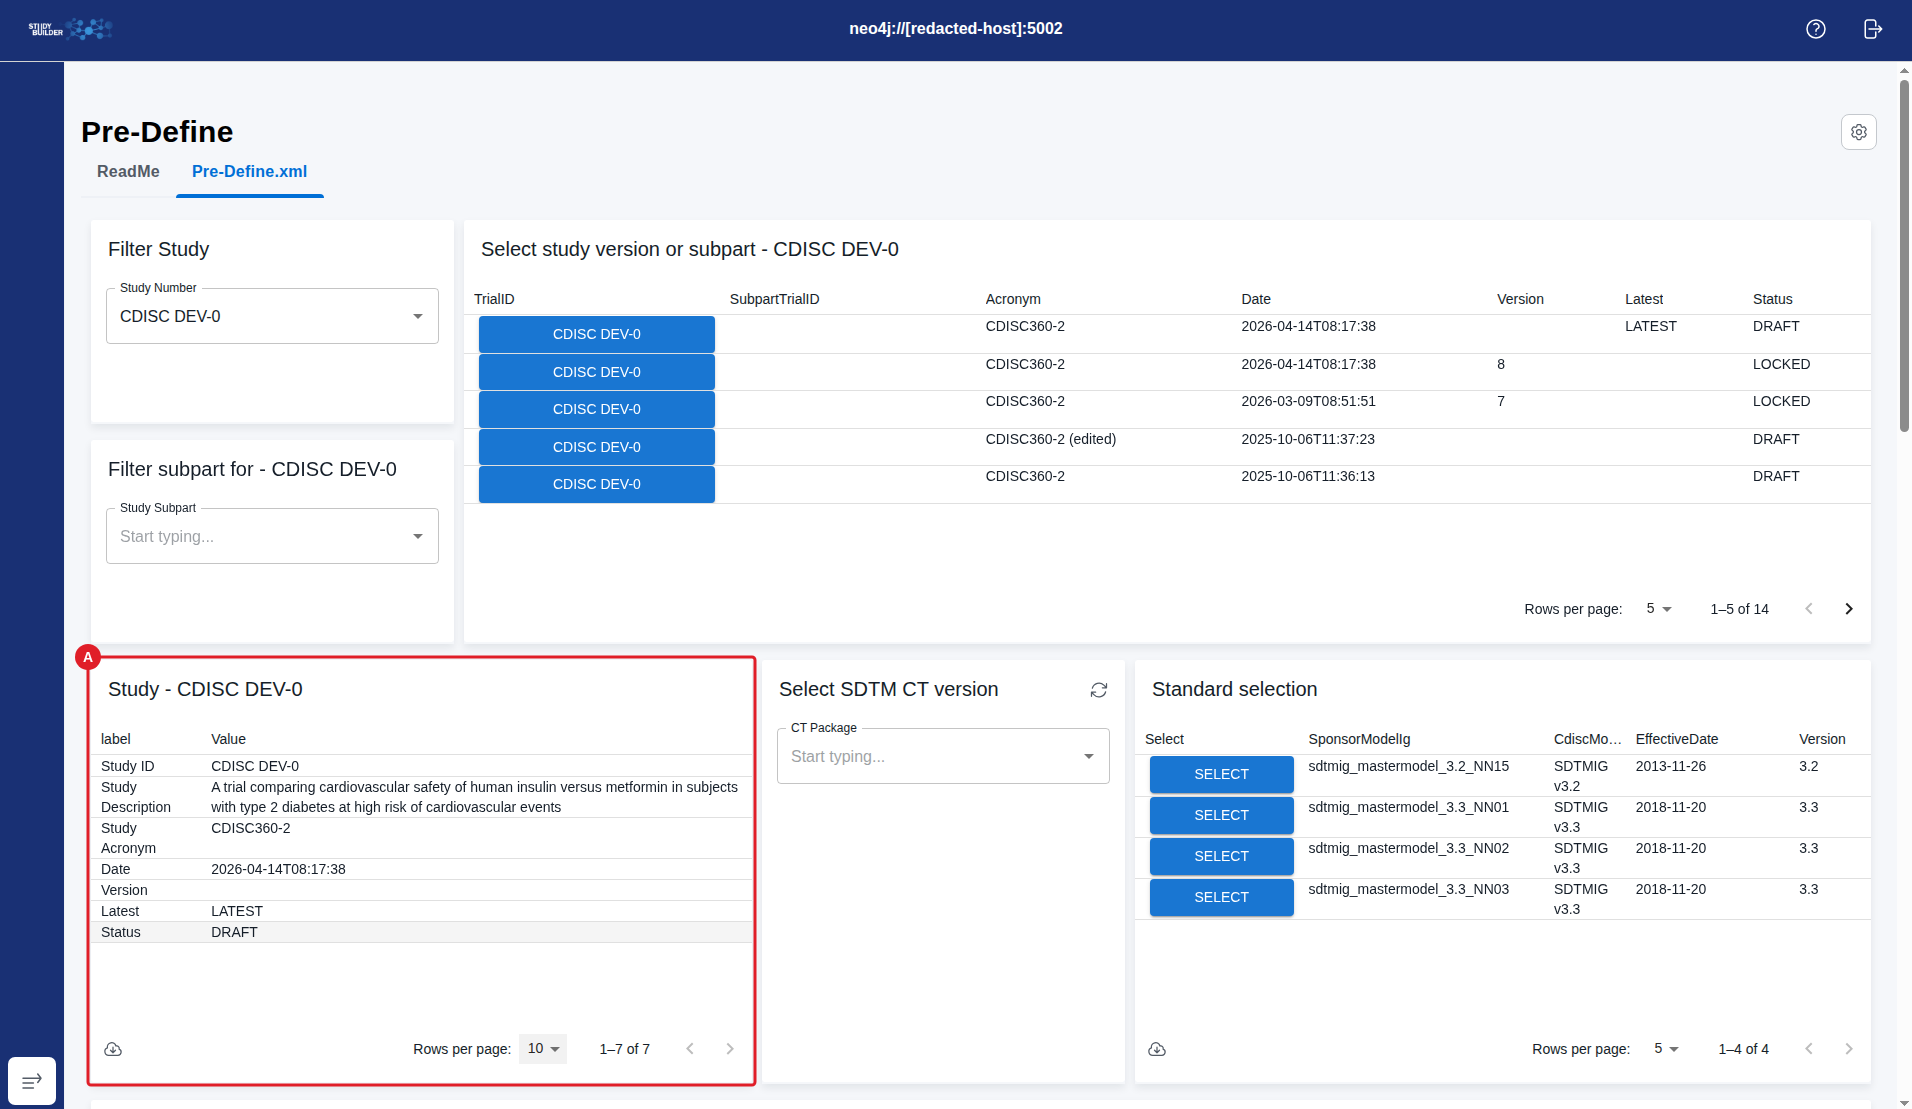 STUDY
BUILDER
neo4j://[redacted-host]:5002
Pre-Define
ReadMe
Pre-Define.xml
Filter Study
Study Number
CDISC DEV-0
Select study version or subpart - CDISC DEV-0
TrialID SubpartTrialID Acronym Date Version Latest Status
CDISC DEV-0 CDISC360-2 2026-04-14T08:17:38 LATEST DRAFT
CDISC DEV-0 CDISC360-2 2026-04-14T08:17:38 8 LOCKED
CDISC DEV-0 CDISC360-2 2026-03-09T08:51:51 7 LOCKED
CDISC DEV-0 CDISC360-2 (edited) 2025-10-06T11:37:23 DRAFT
CDISC DEV-0 CDISC360-2 2025-10-06T11:36:13 DRAFT
Rows per page: 5 1–5 of 14
Filter subpart for - CDISC DEV-0
Study Subpart
Start typing...
A
Study - CDISC DEV-0
label Value
Study ID CDISC DEV-0
Study A trial comparing cardiovascular safety of human insulin versus metformin in subjects
Description with type 2 diabetes at high risk of cardiovascular events
Study CDISC360-2
Acronym
Date 2026-04-14T08:17:38
Version
Latest LATEST
Status DRAFT
Rows per page: 10 1–7 of 7
Select SDTM CT version
CT Package
Start typing...
Standard selection
Select SponsorModelIg CdiscMo… EffectiveDate Version
SELECT sdtmig_mastermodel_3.2_NN15 SDTMIG 2013-11-26 3.2
v3.2
SELECT sdtmig_mastermodel_3.3_NN01 SDTMIG 2018-11-20 3.3
v3.3
SELECT sdtmig_mastermodel_3.3_NN02 SDTMIG 2018-11-20 3.3
v3.3
SELECT sdtmig_mastermodel_3.3_NN03 SDTMIG 2018-11-20 3.3
v3.3
Rows per page: 5 1–4 of 4